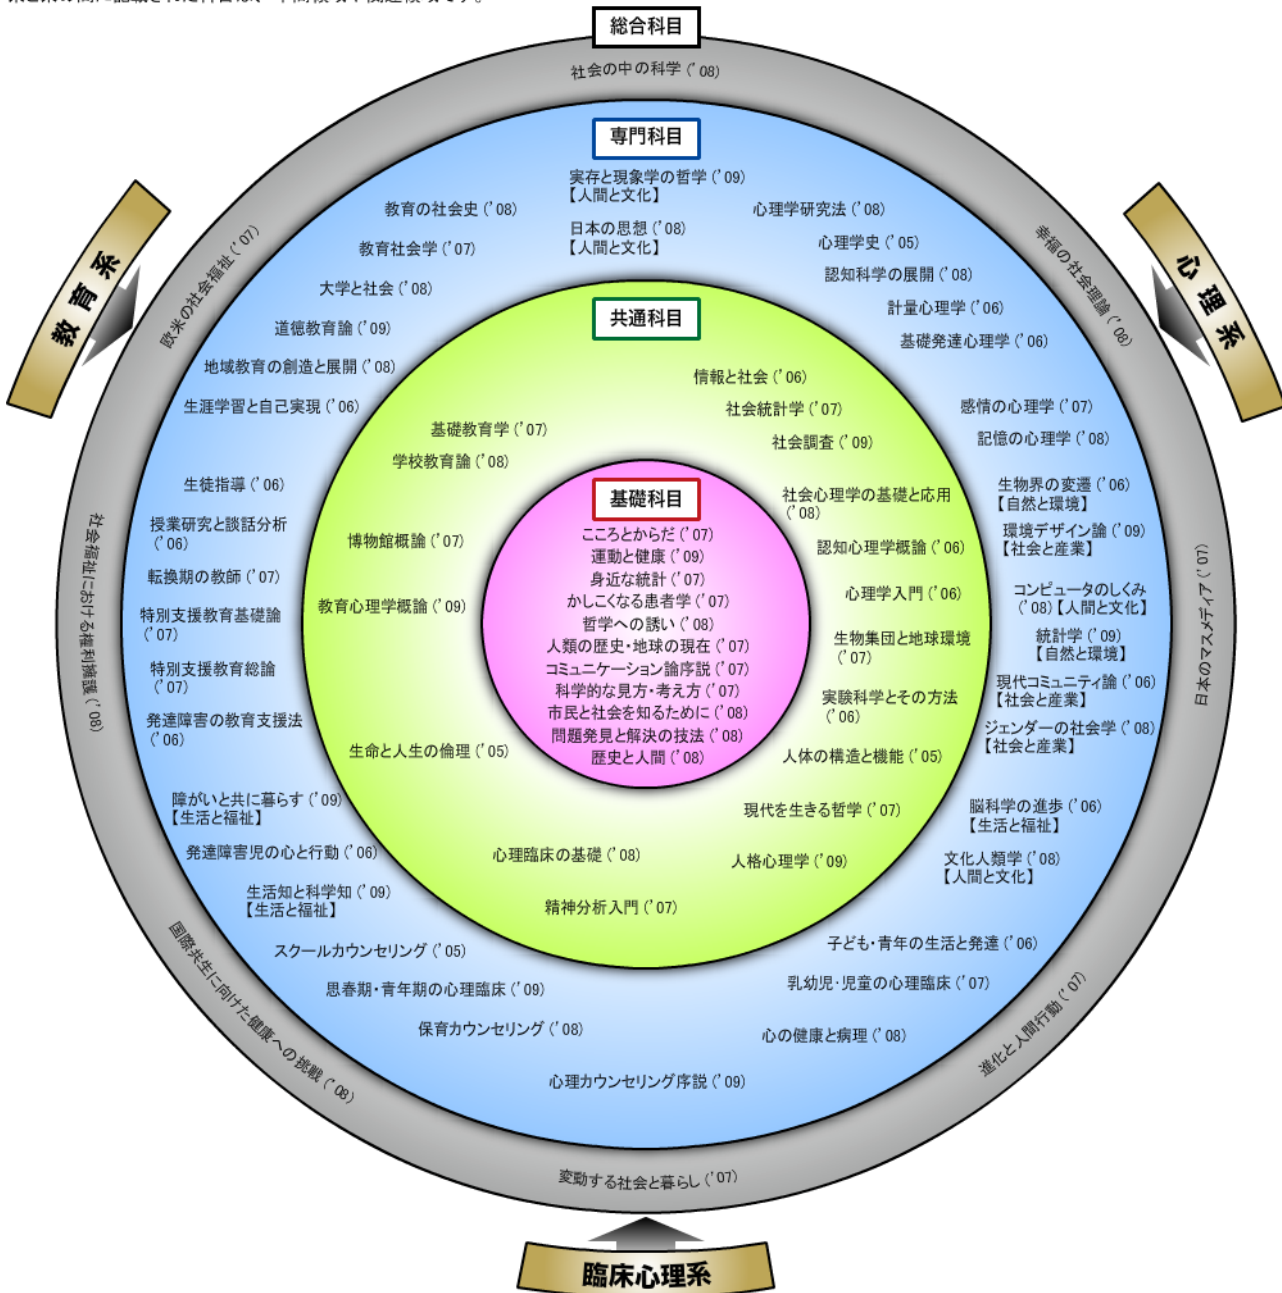 総合科目
社会の中の科学 (’08)
専門科目
実存と現象学の哲学 (’09)
【人間と文化】
日本の思想 (’08)
【人間と文化】
教育の社会史 (’08)
教育社会学 (’07)
大学と社会 (’08)
道徳教育論 (’09)
地域教育の創造と展開 (’08)
生涯学習と自己実現 (’06)
生徒指導 (’06)
授業研究と談話分析
(’06)
転換期の教師 (’07)
特別支援教育基礎論
(’07)
特別支援教育総論
(’07)
発達障害の教育支援法
(’06)
障がいと共に暮らす (’09)
【生活と福祉】
発達障害児の心と行動 (’06)
生活知と科学知 (’09)
【生活と福祉】
スクールカウンセリング (’05)
思春期・青年期の心理臨床 (’09)
保育カウンセリング (’08)
心理カウンセリング序説 (’09)
心理学研究法 (’08)
心理学史 (’05)
認知科学の展開 (’08)
計量心理学 (’06)
基礎発達心理学 (’06)
感情の心理学 (’07)
記憶の心理学 (’08)
生物界の変遷 (’06)
【自然と環境】
環境デザイン論 (’09)
【社会と産業】
コンピュータのしくみ
(’08)【人間と文化】
統計学 (’09)
【自然と環境】
現代コミュニティ論 (’06)
【社会と産業】
ジェンダーの社会学 (’08)
【社会と産業】
脳科学の進歩 (’06)
【生活と福祉】
文化人類学 (’08)
【人間と文化】
子ども・青年の生活と発達 (’06)
乳幼児・児童の心理臨床 (’07)
心の健康と病理 (’08)
共通科目
情報と社会 (’06)
社会統計学 (’07)
社会調査 (’09)
基礎教育学 (’07)
学校教育論 (’08)
博物館概論 (’07)
教育心理学概論 (’09)
生命と人生の倫理 (’05)
社会心理学の基礎と応用
(’08)
認知心理学概論 (’06)
心理学入門 (’06)
生物集団と地球環境
(’07)
実験科学とその方法
(’06)
人体の構造と機能 (’05)
現代を生きる哲学 (’07)
人格心理学 (’09)
心理臨床の基礎 (’08)
精神分析入門 (’07)
基礎科目
こころとからだ (’07)
運動と健康 (’09)
身近な統計 (’07)
かしこくなる患者学 (’07)
哲学への誘い (’08)
人類の歴史・地球の現在 (’07)
コミュニケーション論序説 (’07)
科学的な見方・考え方 (’07)
市民と社会を知るために (’08)
問題発見と解決の技法 (’08)
歴史と人間 (’08)
欧米の社会福祉 (’07)
社会福祉における権利擁護 (’08)
国際共生に向けた健康への挑戦 (’08)
変動する社会と暮らし (’07)
進化と人間行動 (’07)
日本のマスメディア (’07)
幸福の社会理論 (’08)
教育系
心理系
臨床心理系